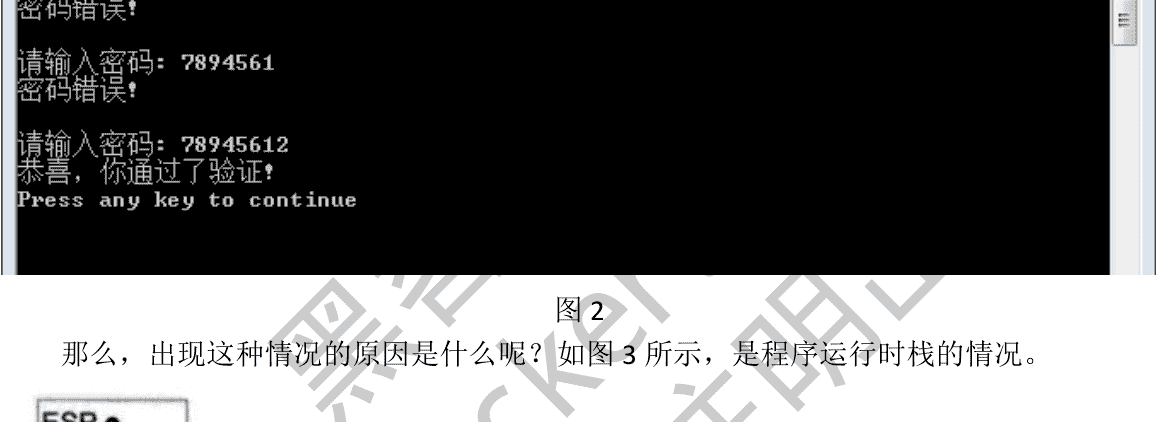 密码错误!
请输入密码: 7894561
密码错误!
请输入密码: 78945612
恭喜, 你通过了验证!
Press any key to continue
图 2
那么，出现这种情况的原因是什么呢？如图 3 所示，是程序运行时栈的情况。
ESP